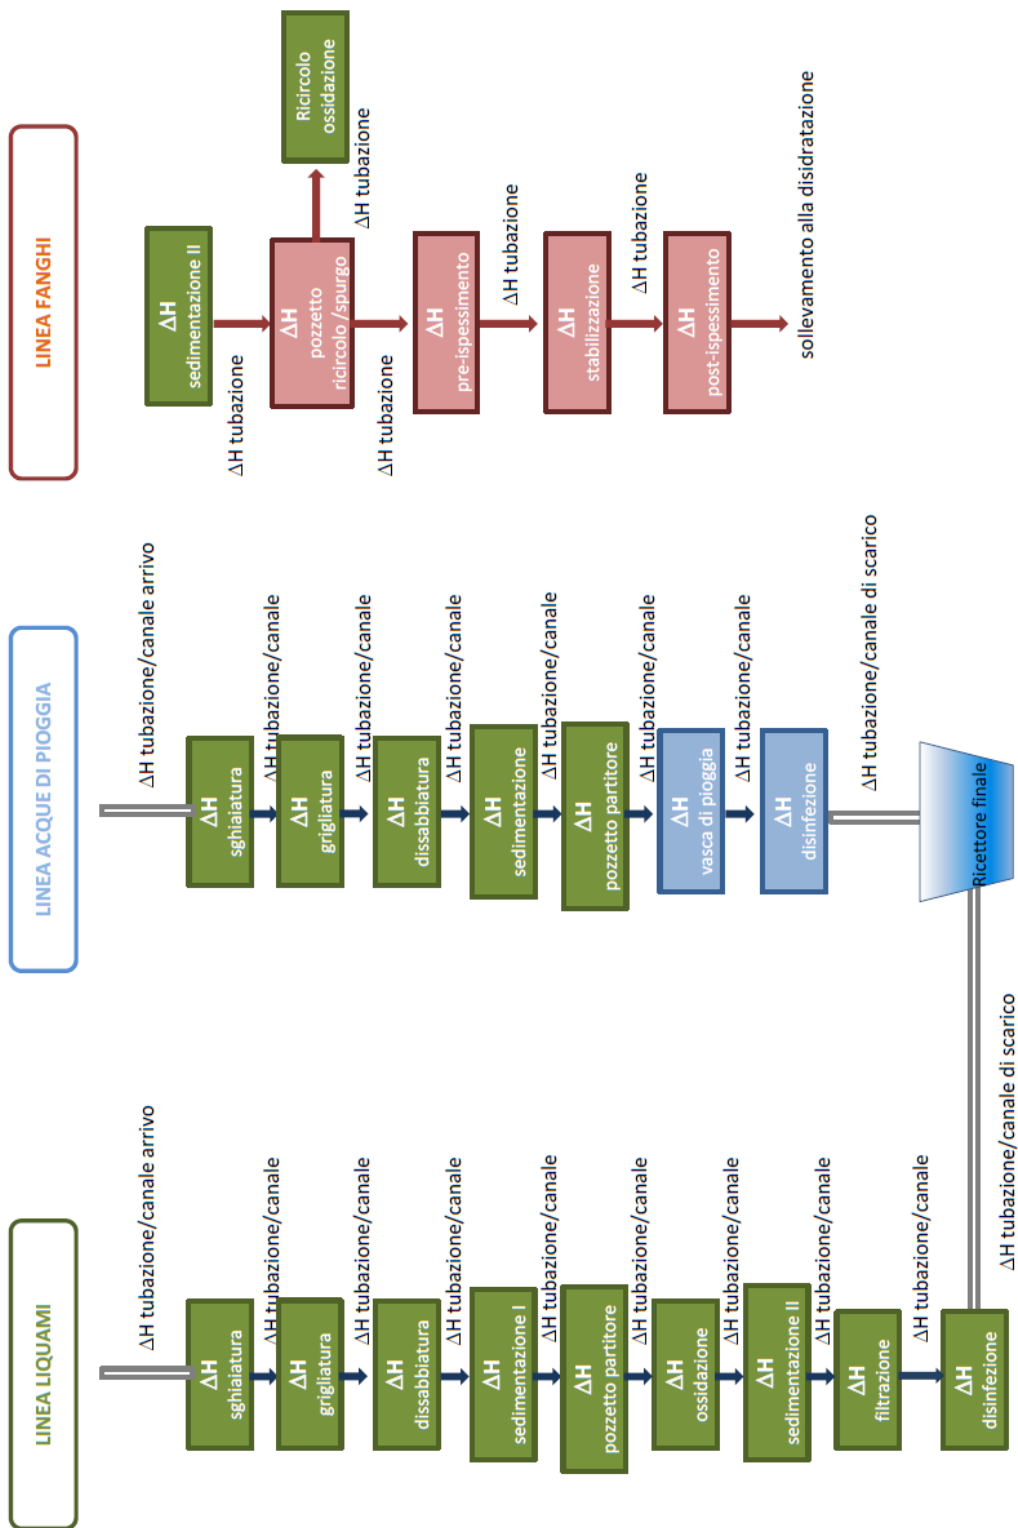 LINEA LIQUAMI
ΔH tubazione/canale arrivo
ΔH
sghiaiatura
ΔH tubazione/canale
ΔH
grigliatura
ΔH tubazione/canale
ΔH
dissabbiatura
ΔH tubazione/canale
ΔH
sedimentazione I
ΔH tubazione/canale
ΔH
pozzetto partitore
ΔH tubazione/canale
ΔH
ossidazione
ΔH tubazione/canale
ΔH
sedimentazione II
ΔH tubazione/canale
ΔH
filtrazione
ΔH tubazione/canale
ΔH
disinfezione
ΔH tubazione/canale di scarico
LINEA ACQUE DI PIOGGIA
ΔH tubazione/canale arrivo
ΔH
sghiaiatura
ΔH tubazione/canale
ΔH
grigliatura
ΔH tubazione/canale
ΔH
dissabbiatura
ΔH tubazione/canale
ΔH
sedimentazione
ΔH tubazione/canale
ΔH
pozzetto partitore
ΔH tubazione/canale
ΔH
vasca di pioggia
ΔH tubazione/canale
ΔH
disinfezione
ΔH tubazione/canale di scarico
Ricettore finale
LINEA FANGHI
ΔH
sedimentazione II
ΔH tubazione
ΔH
pozzetto
ricircolo /spurgo
ΔH tubazione
Ricircolo
ossidazione
ΔH tubazione
ΔH
pre-ispessimento
ΔH tubazione
ΔH
stabilizzazione
ΔH tubazione
ΔH
post-ispessimento
sollevamento alla disidratazione